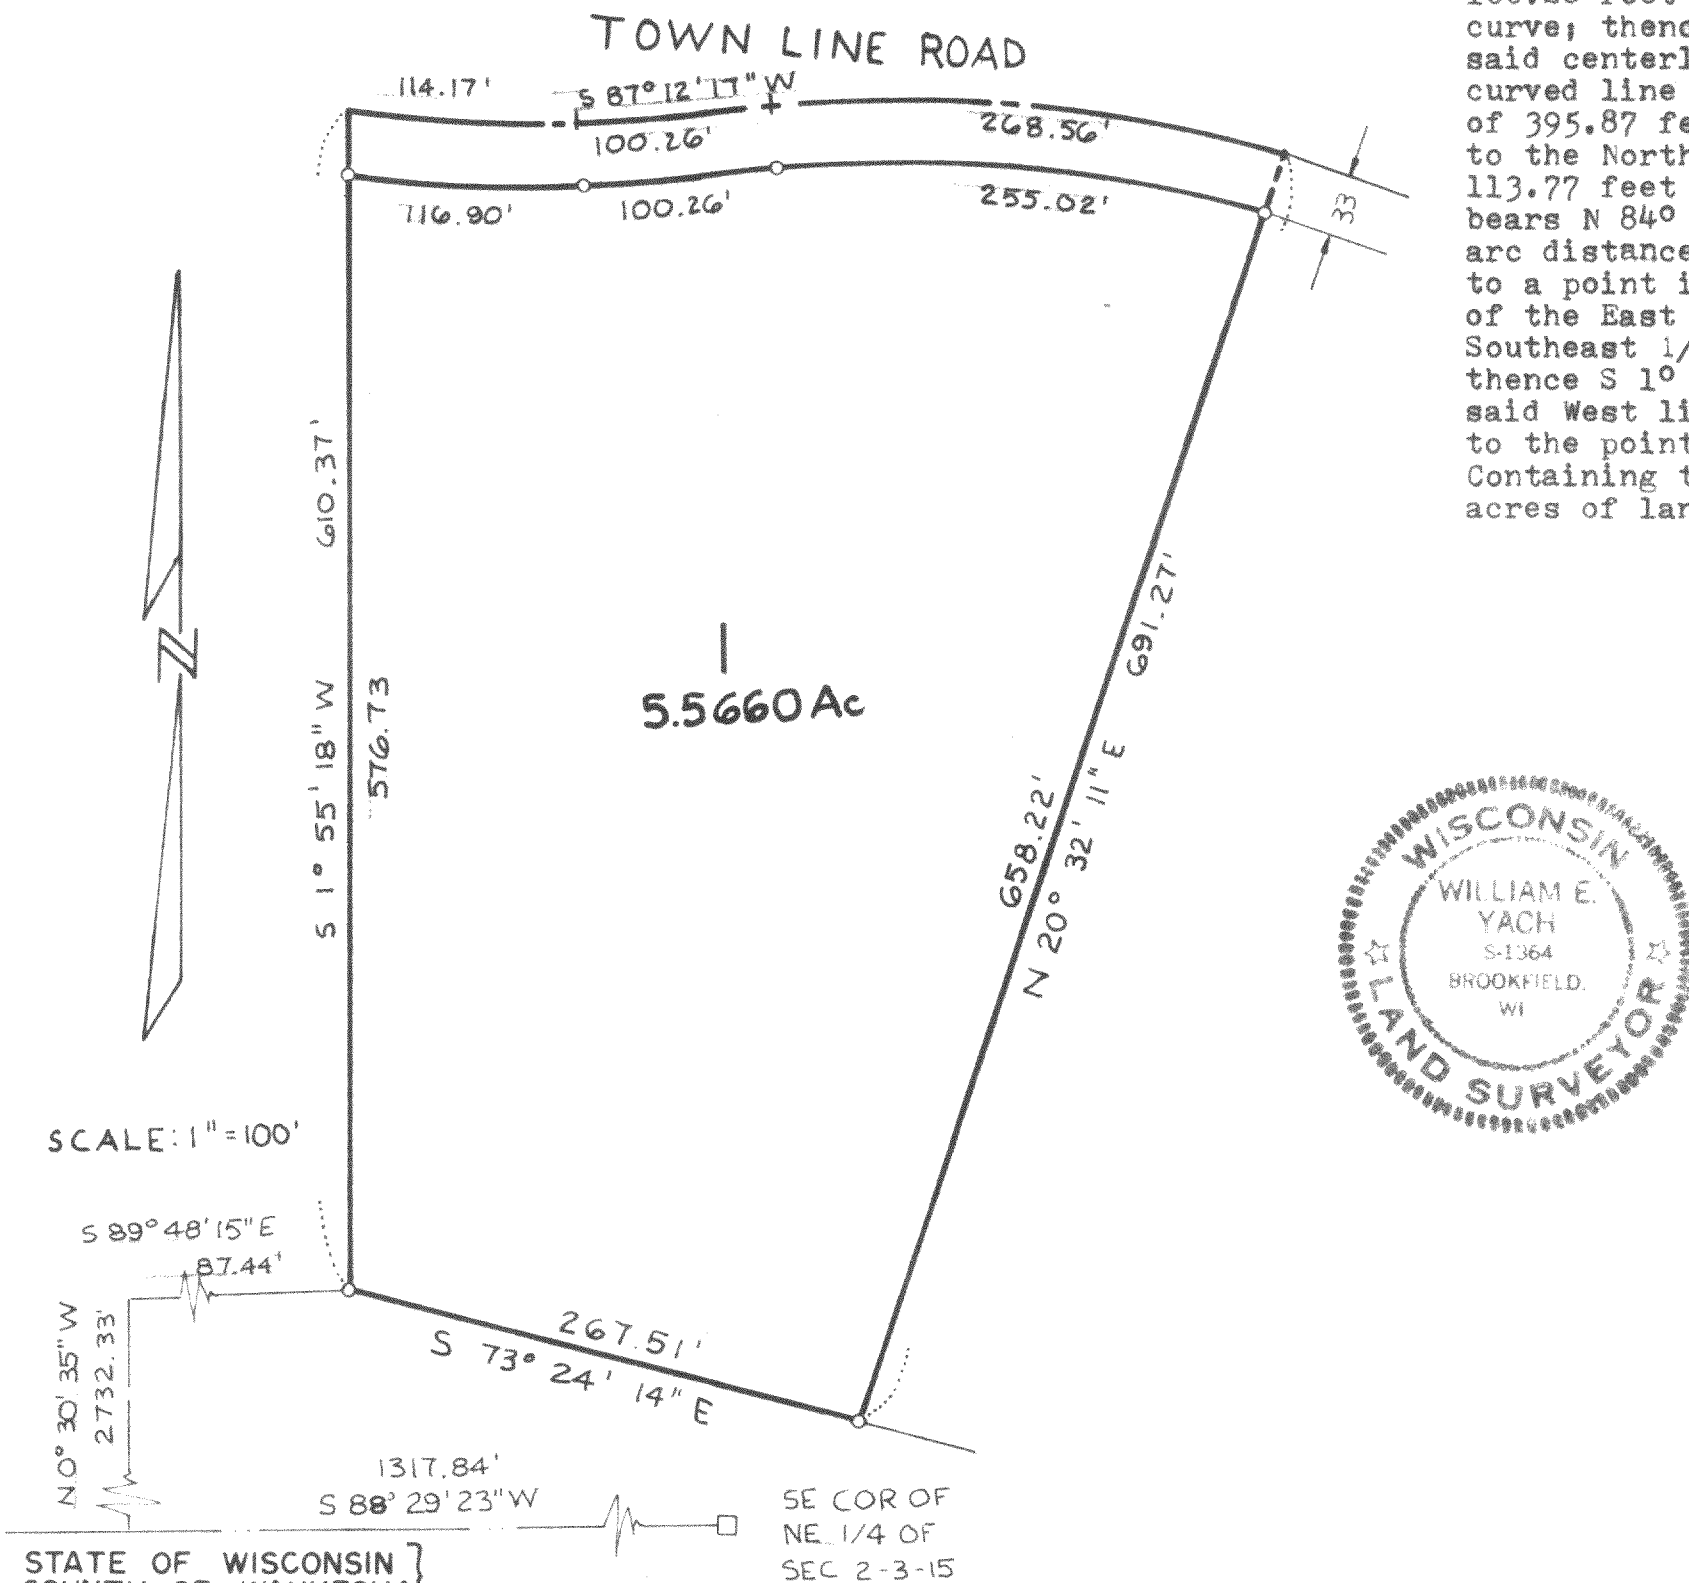 TOWN LINE ROAD
114.17'
S 87° 12' 17" W
100.26'
268.56'
116.90'
100.26'
255.02'
33
curve; thenc
said centerl
curved line
of 395.87 fe
to the North
113.77 feet
bears N 84°
arc distance
to a point i
of the East
Southeast 1/
thence S 1°
said West li
to the point
Containing t
acres of lan
610.37'
S 1° 55' 18" W
576.73
N
1
5.5660 Ac
691.27'
658.22'
N 20° 32' 11" E
WISCONSIN
WILLIAM E.
YACH
S-1364
BROOKFIELD,
WI
LAND SURVEYOR
SCALE: 1" = 100'
S 89° 48' 15" E
87.44'
N 0° 30' 35" W
2732.33'
267.51'
S 73° 24' 14" E
1317.84'
S 88° 29' 23" W
SE COR OF
NE 1/4 OF
SEC 2-3-15
STATE OF WISCONSIN }